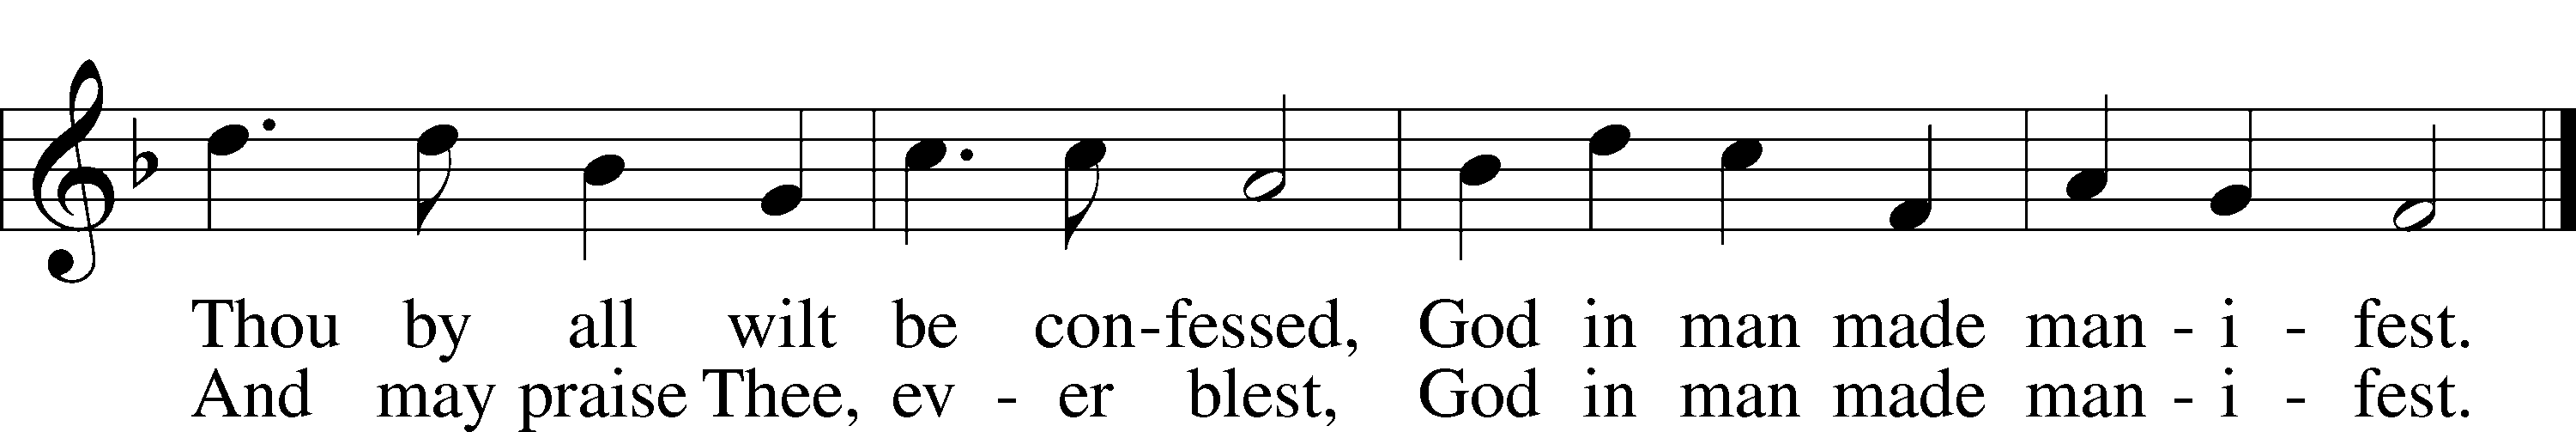 Thou by all wilt be con-fessed, God in man made man - i - fest.
And may praise Thee, ev - er blest, God in man made man - i - fest.